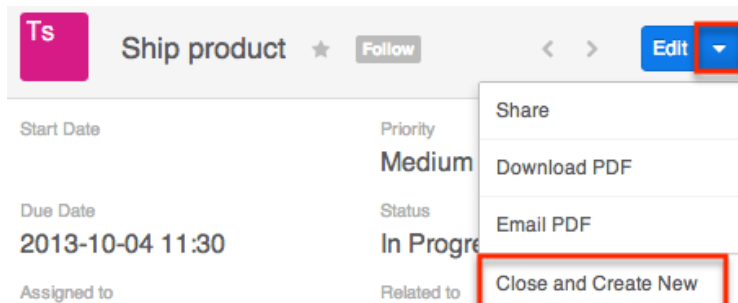 Ts
Ship product
Follow
Edit
Start Date
Priority
Medium
Due Date
2013-10-04 11:30
Status
In Progre
Assigned to
Related to
Share
Download PDF
Email PDF
Close and Create New